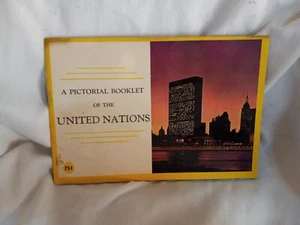 A PICTORIAL BOOKLET
OF THE
UNITED NATIONS